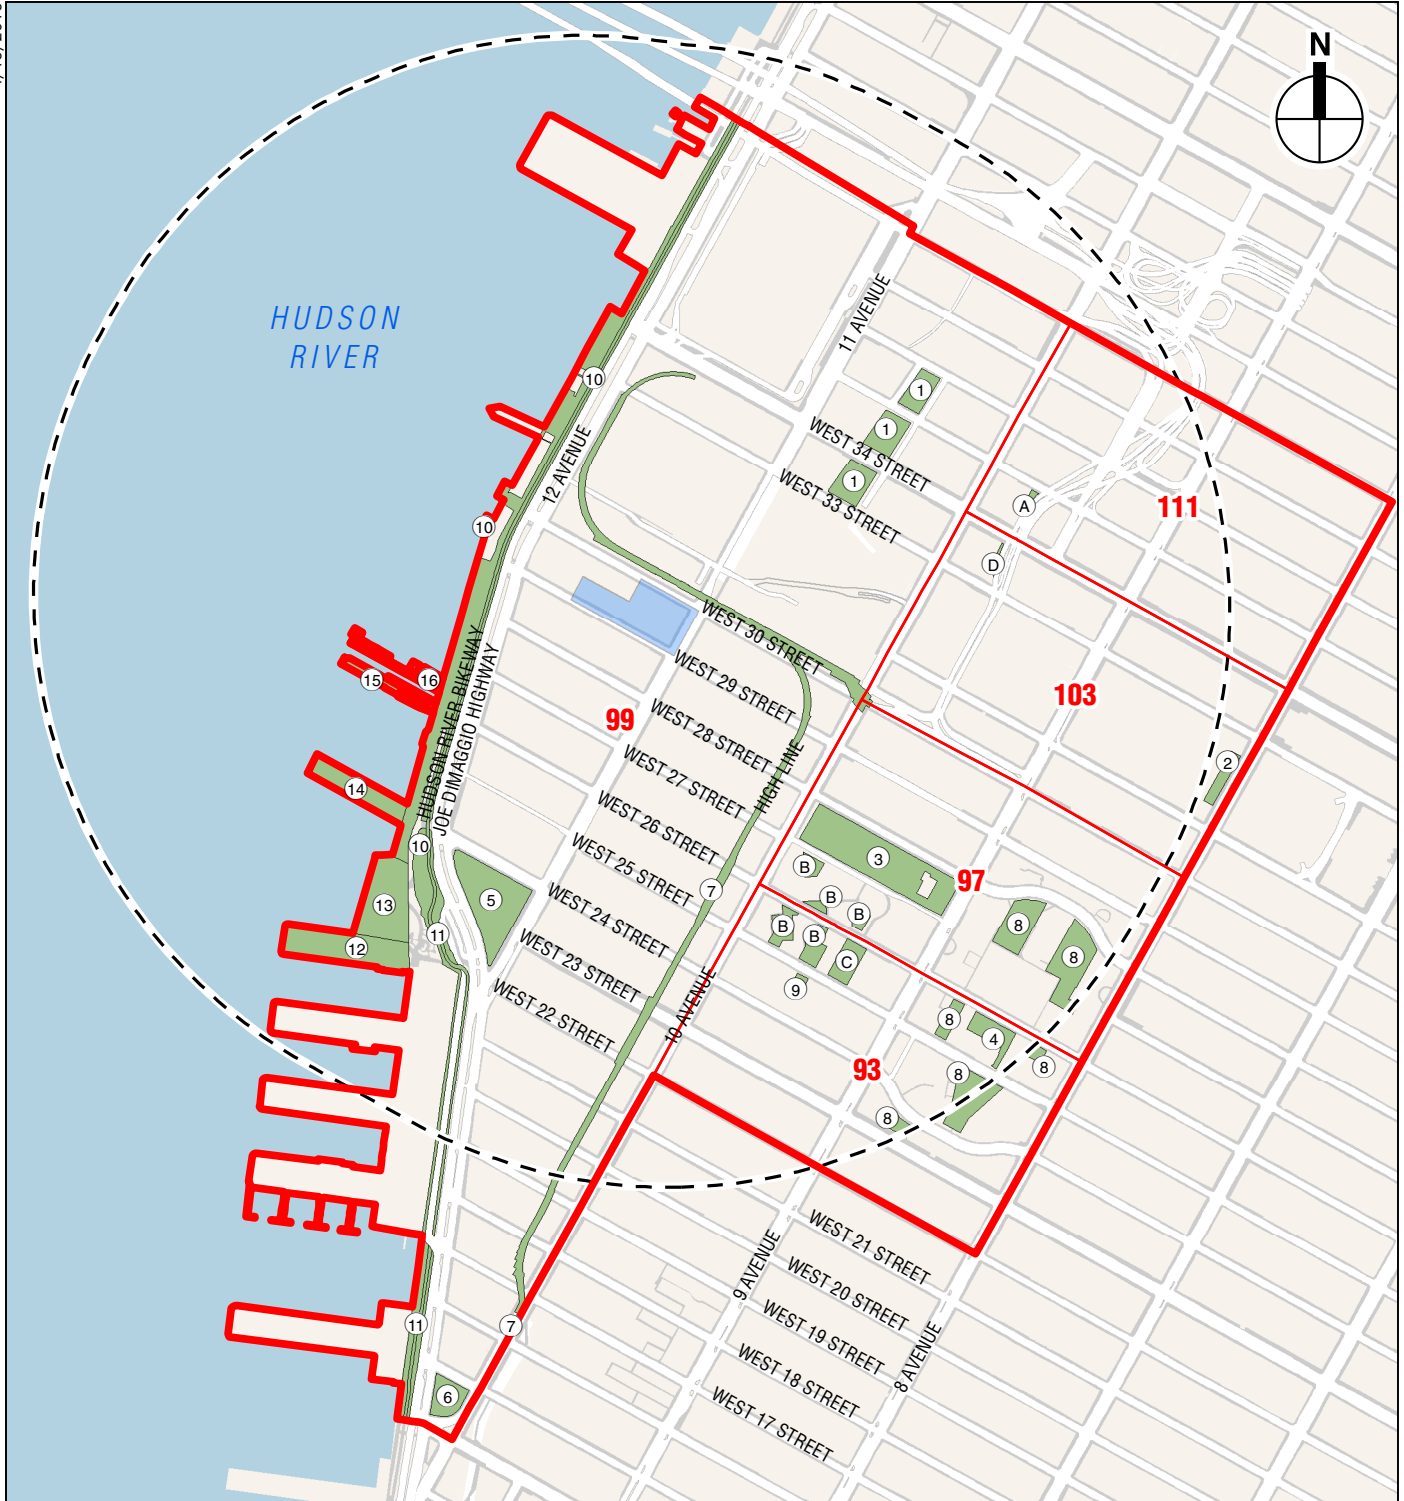 N
HUDSON
RIVER
11 AVENUE
10
1
1
1
WEST 34 STREET
WEST 33 STREET
12 AVENUE
10
A
111
D
WEST 30 STREET
HUDSON RIVER BIKEWAY
JOE DIMAGGIO HIGHWAY
15
16
WEST 29 STREET
103
99
WEST 28 STREET
WEST 27 STREET
HIGH LINE
2
14
WEST 26 STREET
10
WEST 25 STREET
3
B
97
7
5
WEST 24 STREET
B
B
B
B
C
8
8
13
11
12
WEST 23 STREET
9
WEST 22 STREET
10 AVENUE
8
4
8
93
8
8
WEST 21 STREET
9 AVENUE
WEST 20 STREET
WEST 19 STREET
11
7
8 AVENUE
WEST 18 STREET
6
WEST 17 STREET